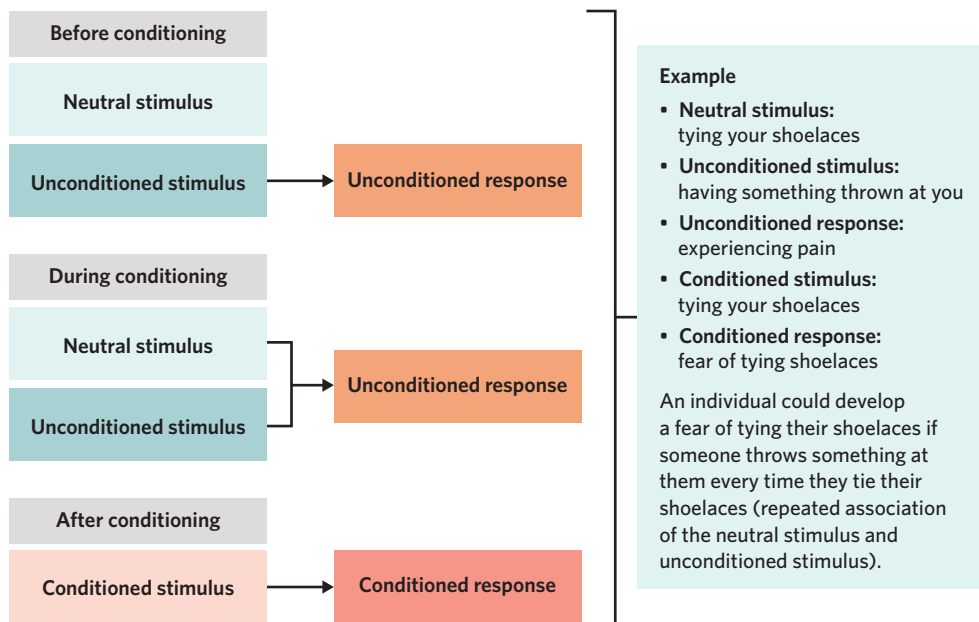 Before conditioning
Neutral stimulus
Unconditioned stimulus
Unconditioned response
During conditioning
Neutral stimulus
Unconditioned stimulus
Unconditioned response
After conditioning
Conditioned stimulus
Conditioned response
Example
• Neutral stimulus:
tying your shoelaces
• Unconditioned stimulus:
having something thrown at you
• Unconditioned response:
experiencing pain
• Conditioned stimulus:
tying your shoelaces
• Conditioned response:
fear of tying shoelaces
An individual could develop
a fear of tying their shoelaces if
someone throws something at
them every time they tie their
shoelaces (repeated association
of the neutral stimulus and
unconditioned stimulus).